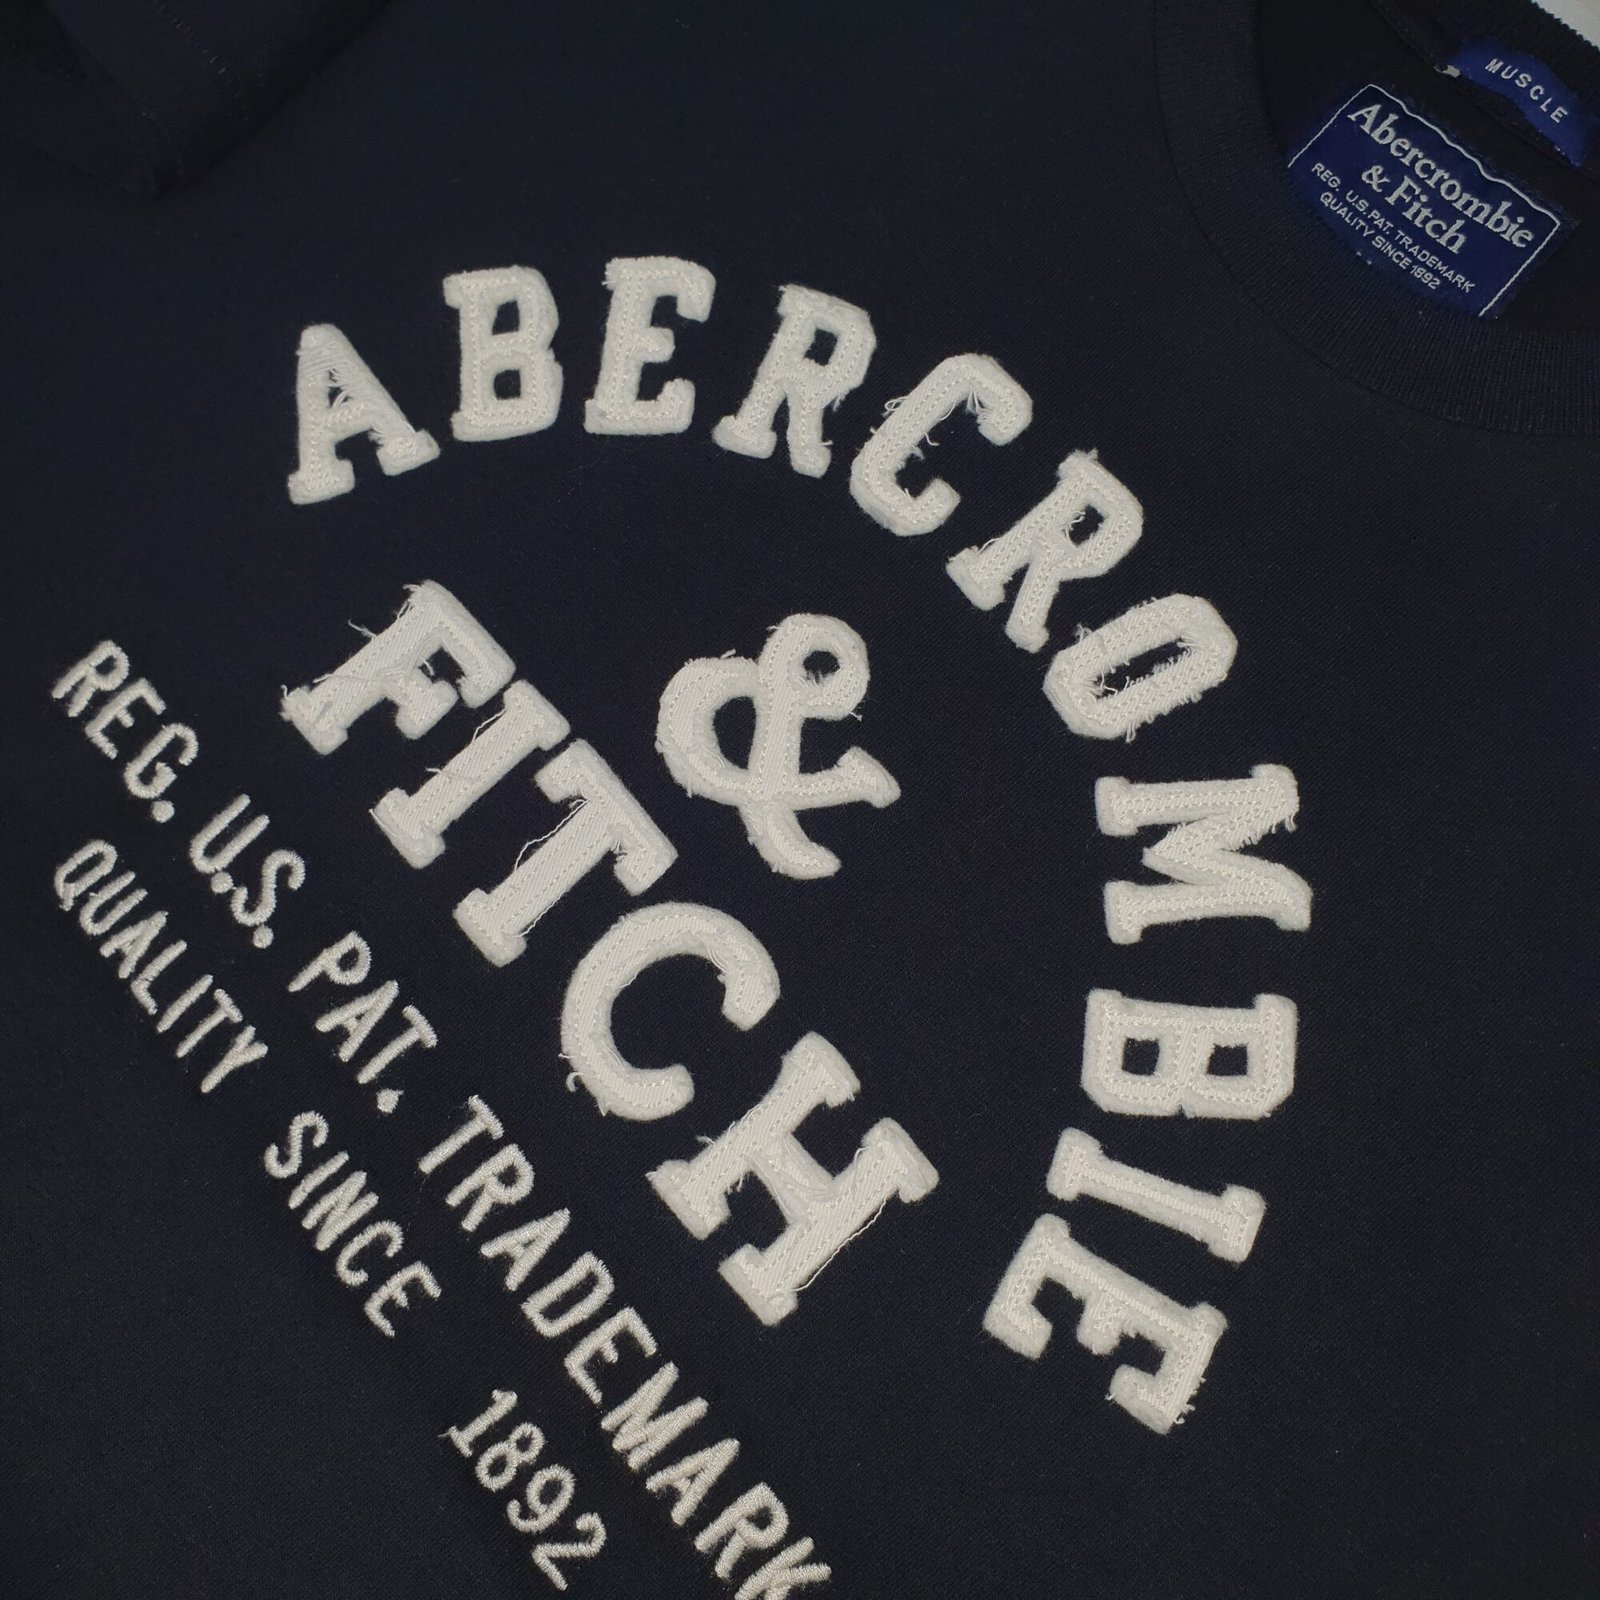 MUSCLE
Abercrombie
& Fitch
REG. U.S. PAT. TRADEMARK
QUALITY SINCE 1892
ABERCROMBIE
&
FITCH
REG. U.S. PAT. TRADEMARK
QUALITY SINCE 1892